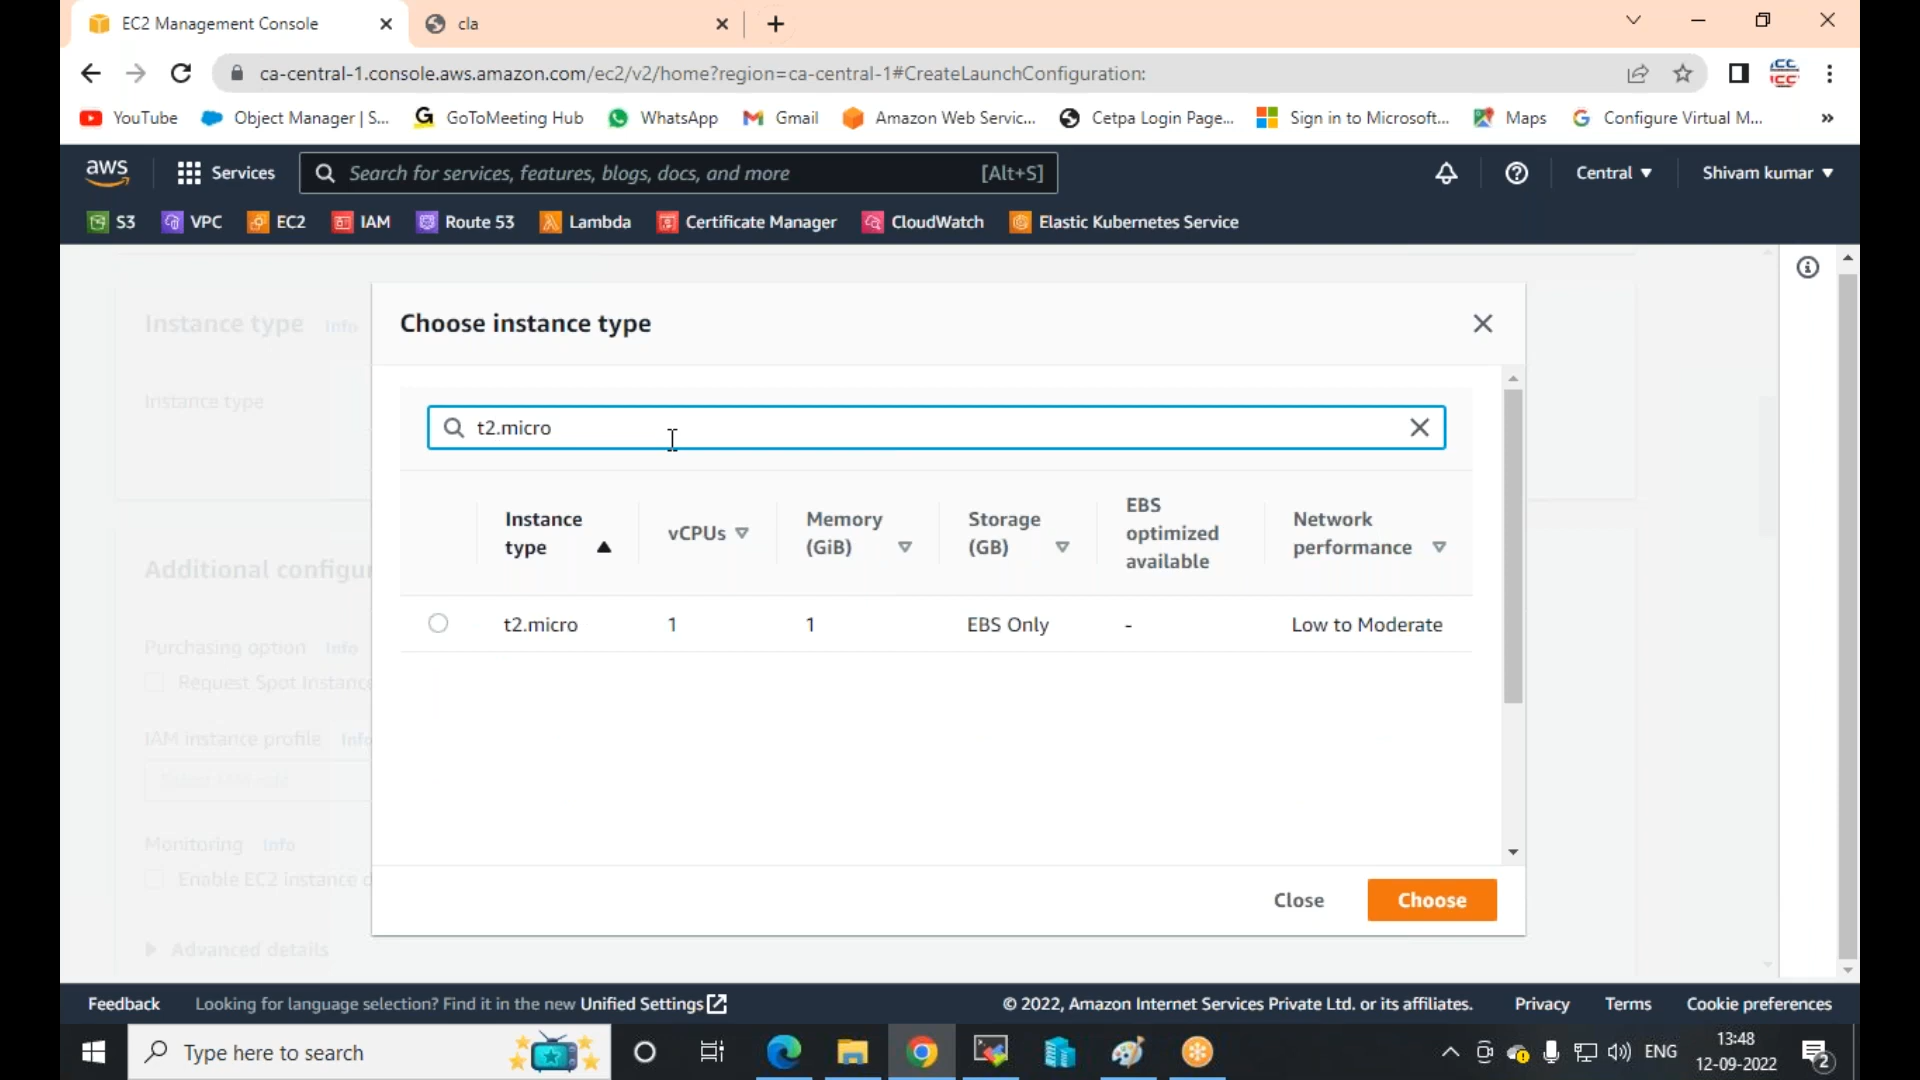 EC2 Management Console
cla
ca-central-1.console.aws.amazon.com/ec2/v2/home?region=ca-central-1#CreateLaunchConfiguration:
YouTube
Object Manager | S...
GoToMeeting Hub
WhatsApp
Gmail
Amazon Web Servic...
Cetpa Login Page...
Sign in to Microsoft...
Maps
Configure Virtual M...
»
aws
Services
Search for services, features, blogs, docs, and more
[Alt+S]
Central
Shivam kumar
S3
VPC
EC2
IAM
Route 53
Lambda
Certificate Manager
CloudWatch
Elastic Kubernetes Service
Instance type Info
Instance type
Additional configur
Purchasing option Info
Request Spot Instance
IAM instance profile Info
Monitoring Info
Enable EC2 instance d
Advanced details
Choose instance type
t2.micro
Instance type
vCPUs
Memory (GiB)
Storage (GB)
EBS optimized available
Network performance
t2.micro 1 1 EBS Only - Low to Moderate
Close
Choose
Feedback
Looking for language selection? Find it in the new Unified Settings
© 2022, Amazon Internet Services Private Ltd. or its affiliates.
Privacy
Terms
Cookie preferences
Type here to search
ENG
13:48
12-09-2022
2